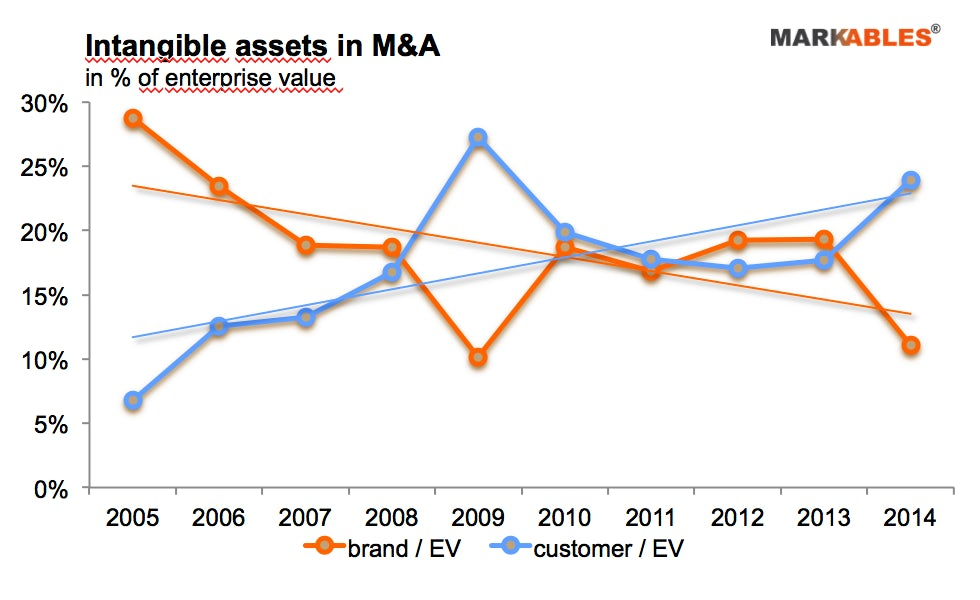 Intangible assets in M&A
MARKABLES®
in % of enterprise value
30%
25%
20%
15%
10%
5%
0%
2005 2006 2007 2008 2009 2010 2011 2012 2013 2014
brand / EV customer / EV